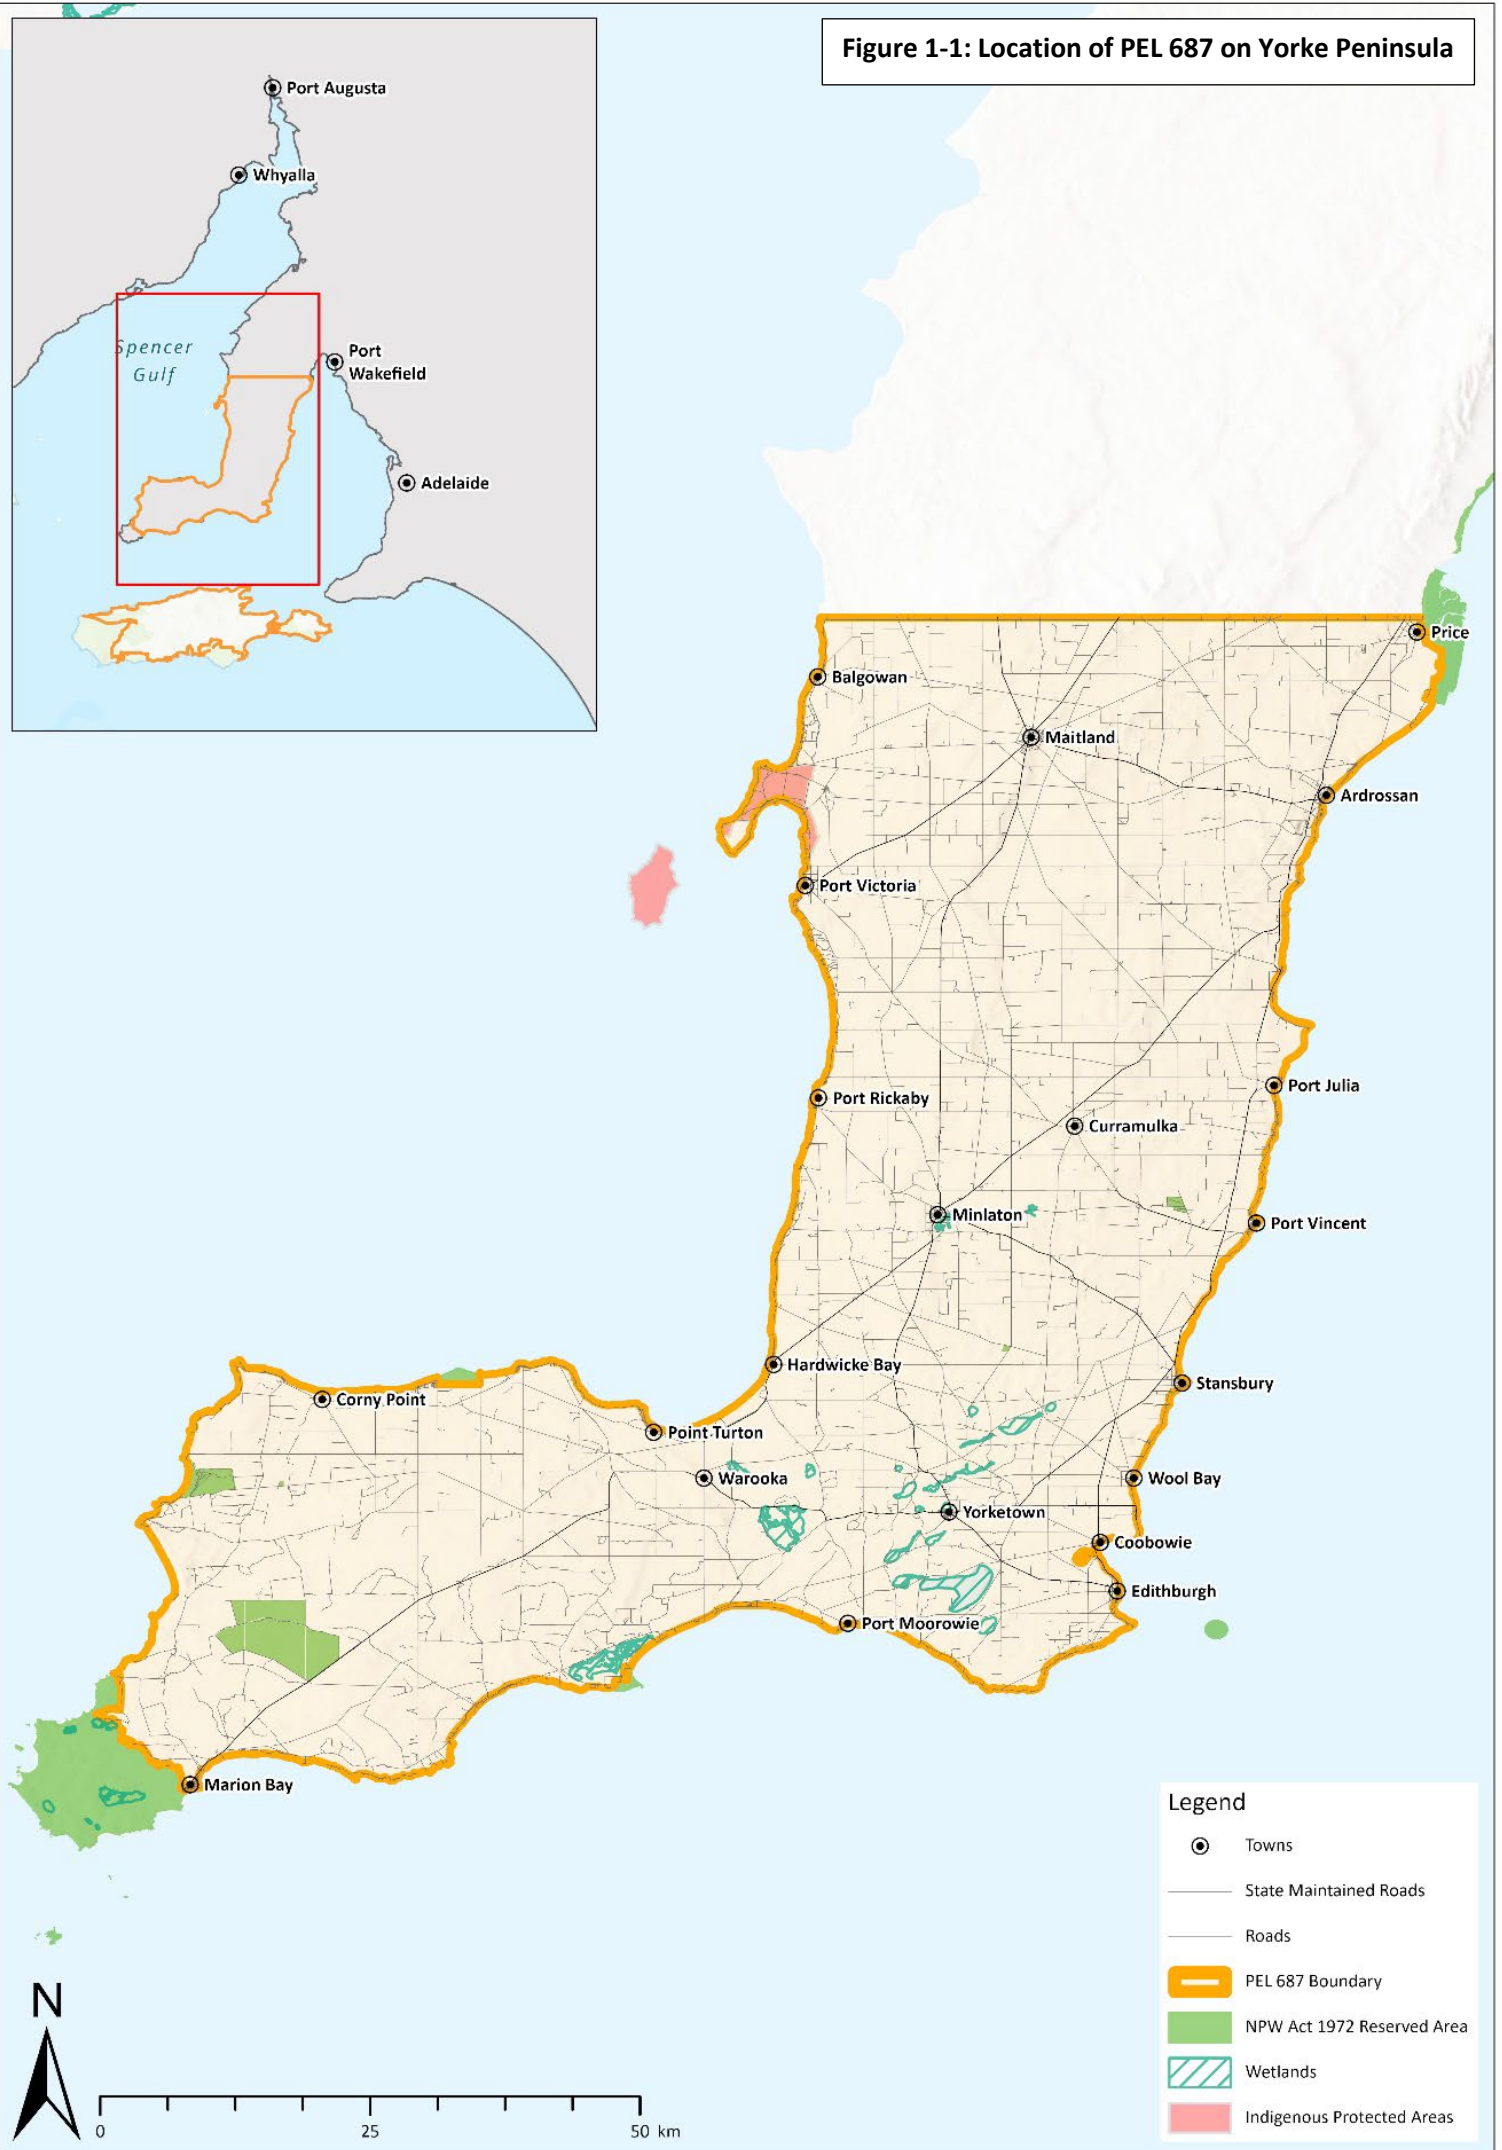 Figure 1-1: Location of PEL 687 on Yorke Peninsula
Port Augusta
Whyalla
Spencer
Gulf
Port
Wakefield
Adelaide
Price
Balgowan
Maitland
Ardrossan
Port Victoria
Port Julia
Port Rickaby
Curramulka
Minlaton
Port Vincent
Hardwicke Bay
Stansbury
Corny Point
Point Turton
Warooka
Wool Bay
Yorketown
Coobowie
Edithburgh
Port Moorowie
Marion Bay
Legend
Towns
State Maintained Roads
Roads
PEL 687 Boundary
NPW Act 1972 Reserved Area
Wetlands
Indigenous Protected Areas
N
0 25 50 km